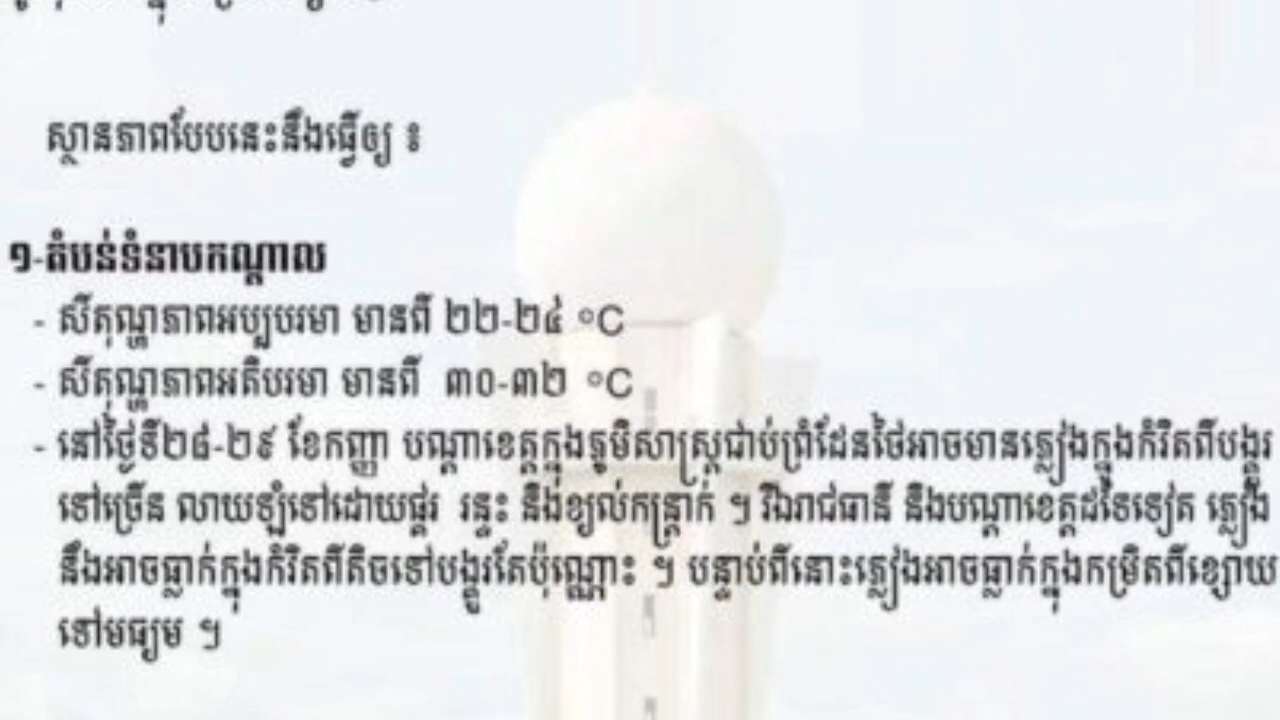 ស្ថានភាពបែបនេះនឹងធ្វើឲ្យ ៖
១-តំបន់ទំនាបកណ្តាល
- សីតុណ្ហភាពអប្បបរមា មានពី ២២-២៤ °C
- សីតុណ្ហភាពអតិបរមា មានពី ៣០-៣២ °C
- នៅថ្ងៃទី២៨-២៩ ខែកញ្ញា បណ្តាខេត្តក្នុងភូមិសាស្ត្រជាប់ព្រំដែនថៃអាចមានភ្លៀងក្នុងកំរិតពីបង្គួរ
ទៅច្រើន លាយឡំទៅដោយផ្គរ រន្ទះ និងខ្យល់កន្ត្រាក់ ។ រីឯរាជធានី និងបណ្តាខេត្តដទៃទៀត ភ្លៀង
នឹងអាចធ្លាក់ក្នុងកំរិតពីតិចទៅបង្គួរតែប៉ុណ្ណោះ ។ បន្ទាប់ពីនោះភ្លៀងអាចធ្លាក់ក្នុងកម្រិតពីខ្សោយ
ទៅមធ្យម ។